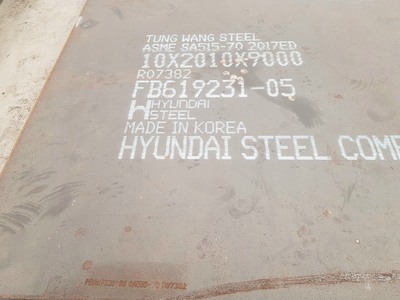 TUNG WANG STEEL
ASME SA515-70 2017ED
10X2010X9000
R07382
FB619231-05
H HYUNDAI
STEEL
MADE IN KOREA
HYUNDAI STEEL COMP
R07382